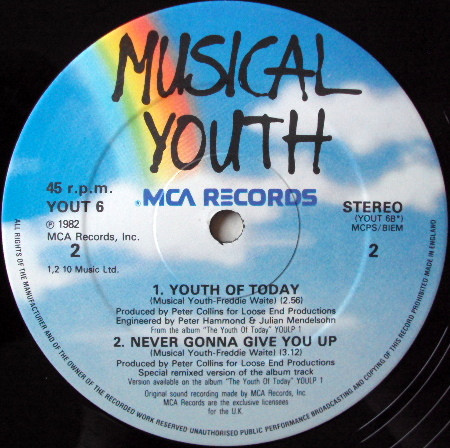 MUSICAL
YOUTH
®MCA RECORDS
45 r.p.m.
YOUT 6
℗ 1982
MCA Records, Inc.
2
1,2 10 Music Ltd.
STEREO
(YOUT 6B*)
MCPS/BIEM
2
1. YOUTH OF TODAY
(Musical Youth-Freddie Waite) (2.56)
Produced by Peter Collins for Loose End Productions
Engineered by Peter Hammond & Julian Mendelsohn
From the album "The Youth Of Today" YOULP 1
2. NEVER GONNA GIVE YOU UP
(Musical Youth-Freddie Waite) (3.12)
Produced by Peter Collins for Loose End Productions
Special remixed version of the album track
Version available on the album "The Youth Of Today" YOULP 1
Original sound recording made by MCA Records, Inc.
MCA Records are the exclusive licensees
for the U.K.
ALL RIGHTS OF THE MANUFACTURER AND OF THE OWNER OF THE RECORDED WORK RESERVED UNAUTHORISED PUBLIC PERFORMANCE BROADCASTING AND COPYING OF THIS RECORD PROHIBITED MADE IN ENGLAND